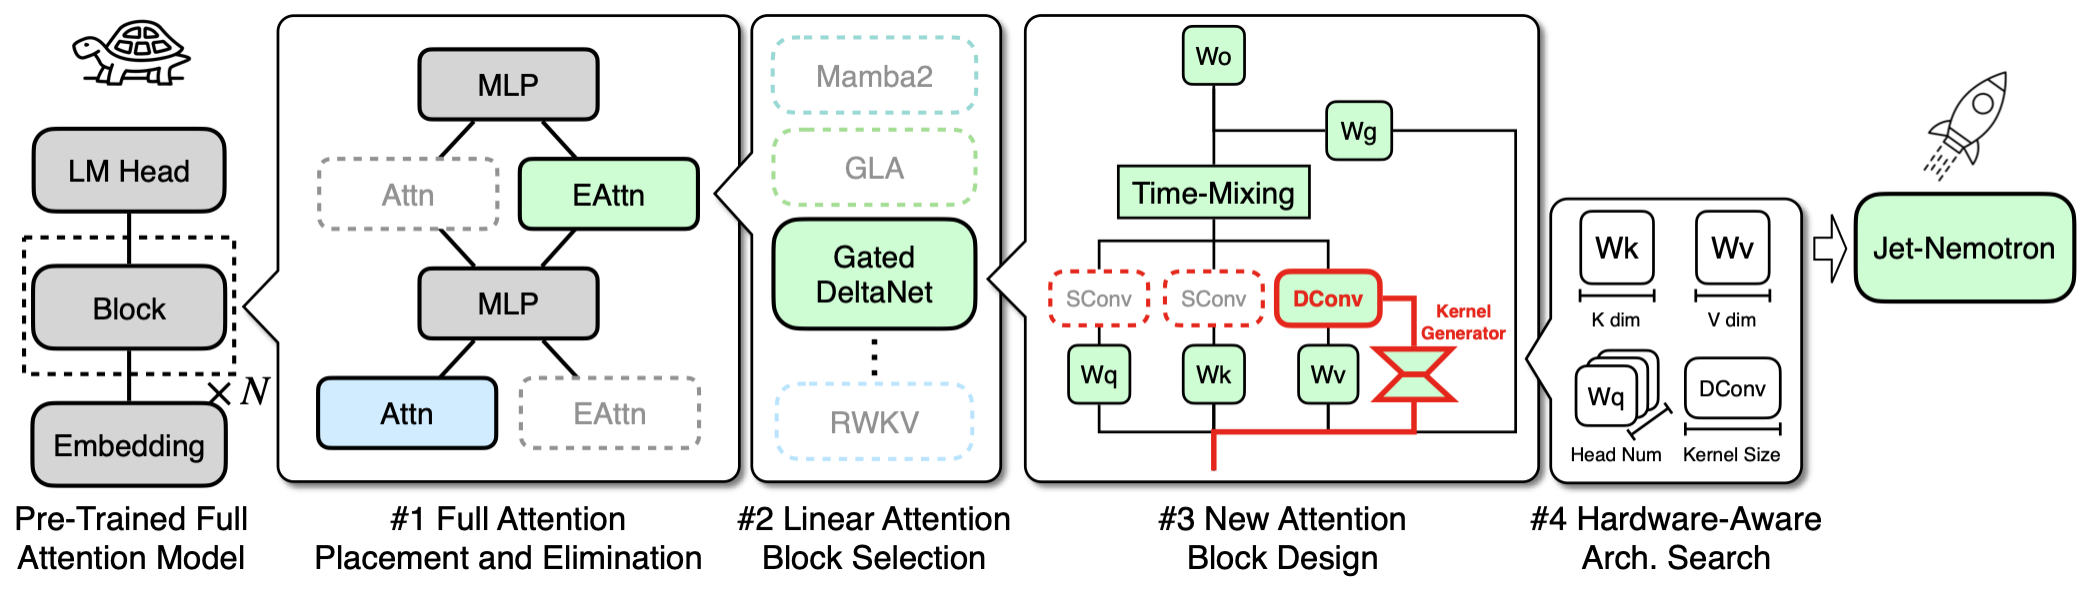 LM Head
Block
× N
Embedding
Pre-Trained Full
Attention Model
MLP
Attn
EAttn
MLP
Attn
EAttn
#1 Full Attention
Placement and Elimination
Mamba2
GLA
Gated
DeltaNet
RWKV
#2 Linear Attention
Block Selection
Wo
Wg
Time-Mixing
SConv
SConv
DConv
Kernel
Generator
Wq
Wk
Wv
#3 New Attention
Block Design
Wk
Wv
K dim
V dim
Wq
DConv
Head Num
Kernel Size
#4 Hardware-Aware
Arch. Search
Jet-Nemotron